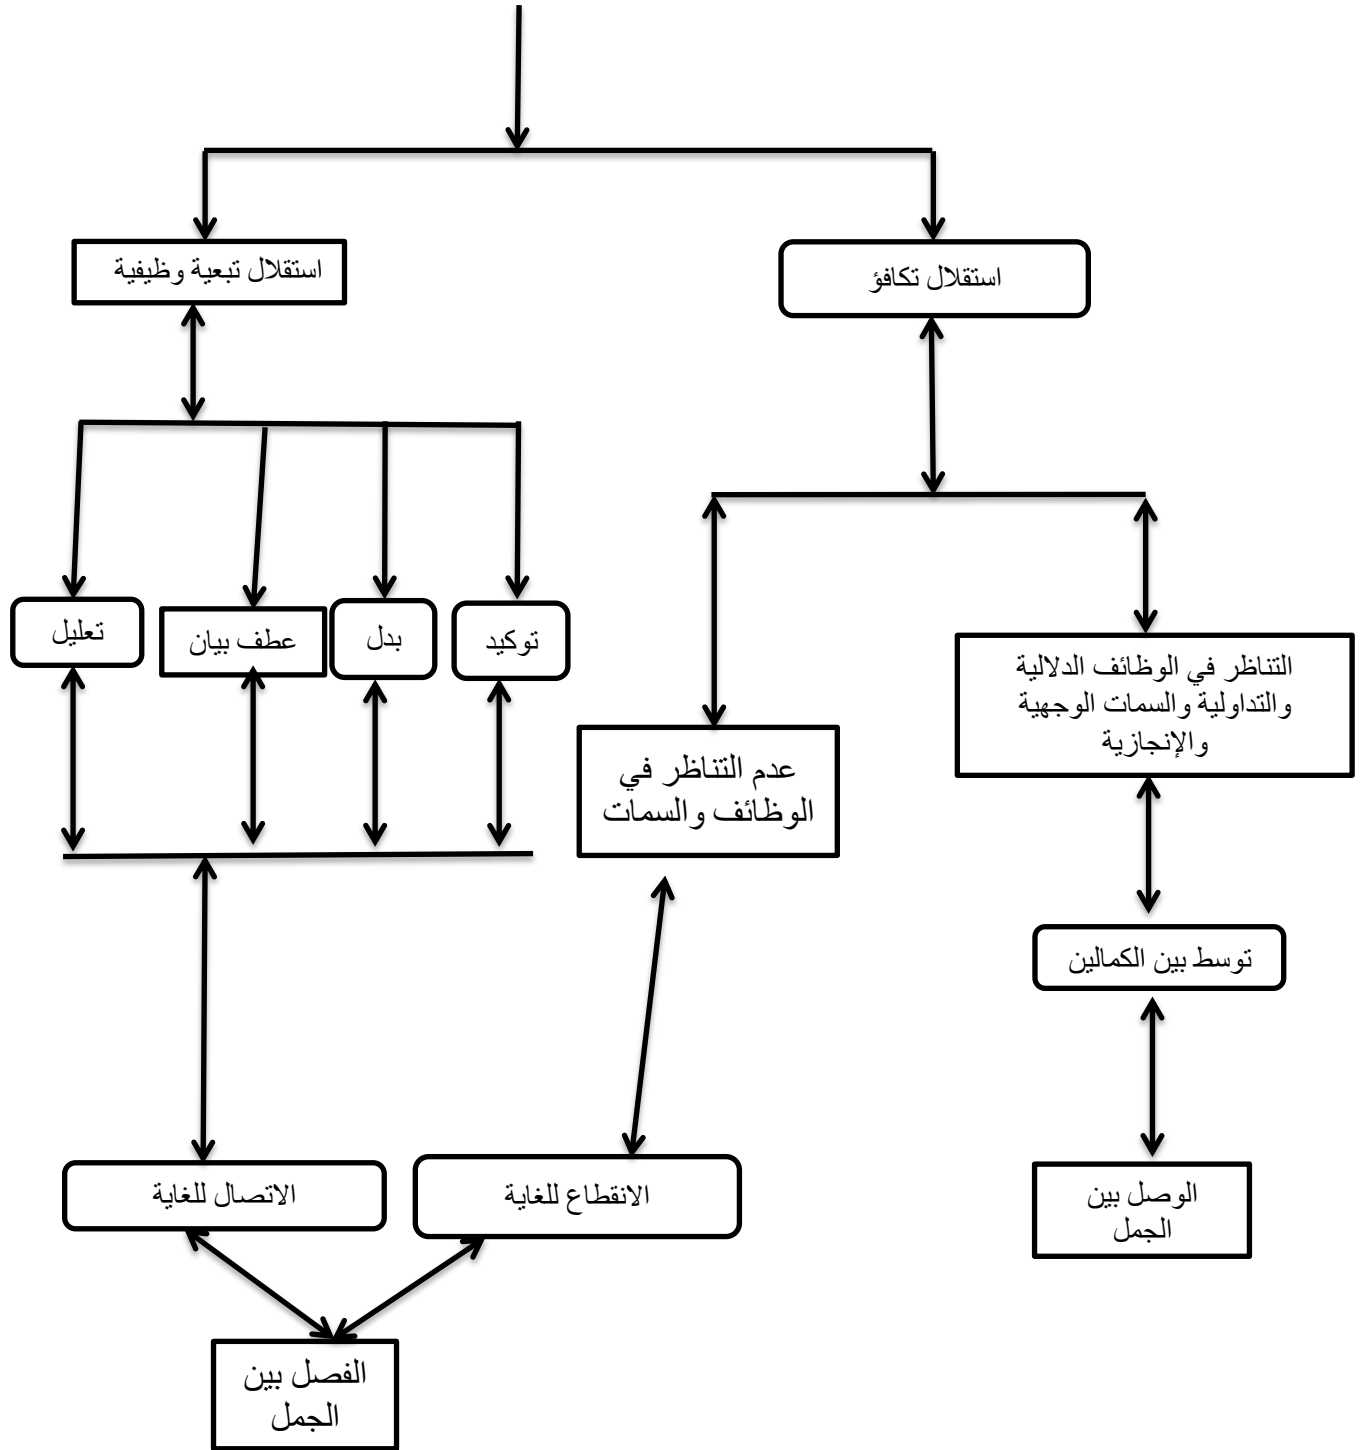 استقلال تكافؤ
استقلال تبعية وظيفية
توكيد
بدل
عطف بيان
تعليل
التناظر في الوظائف الدلالية
والتداولية والسمات الوجهية
والإنجازية
عدم التناظر في
الوظائف والسمات
توسط بين الكمالين
الوصل بين
الجمل
الانقطاع للغاية
الاتصال للغاية
الفصل بين
الجمل